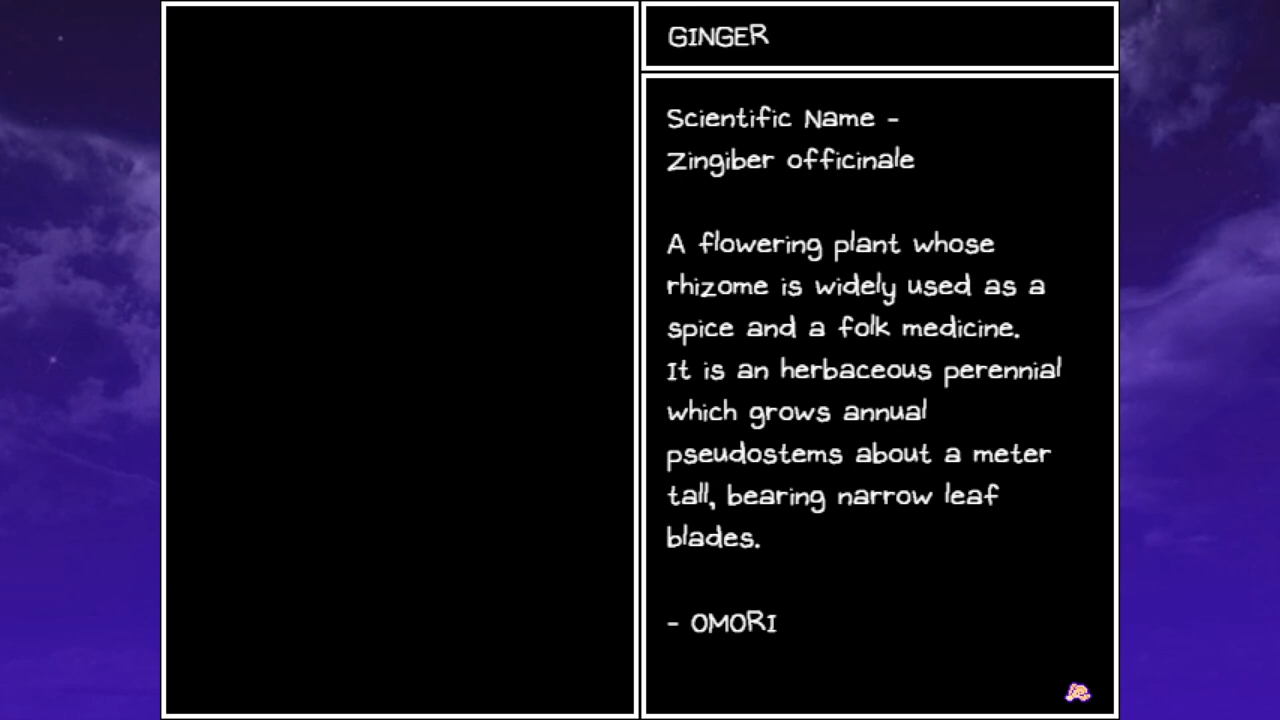 GINGER
Scientific Name -
Zingiber officinale
A flowering plant whose
rhizome is widely used as a
spice and a folk medicine.
It is an herbaceous perennial
which grows annual
pseudostems about a meter
tall, bearing narrow leaf
blades.
- OMORI